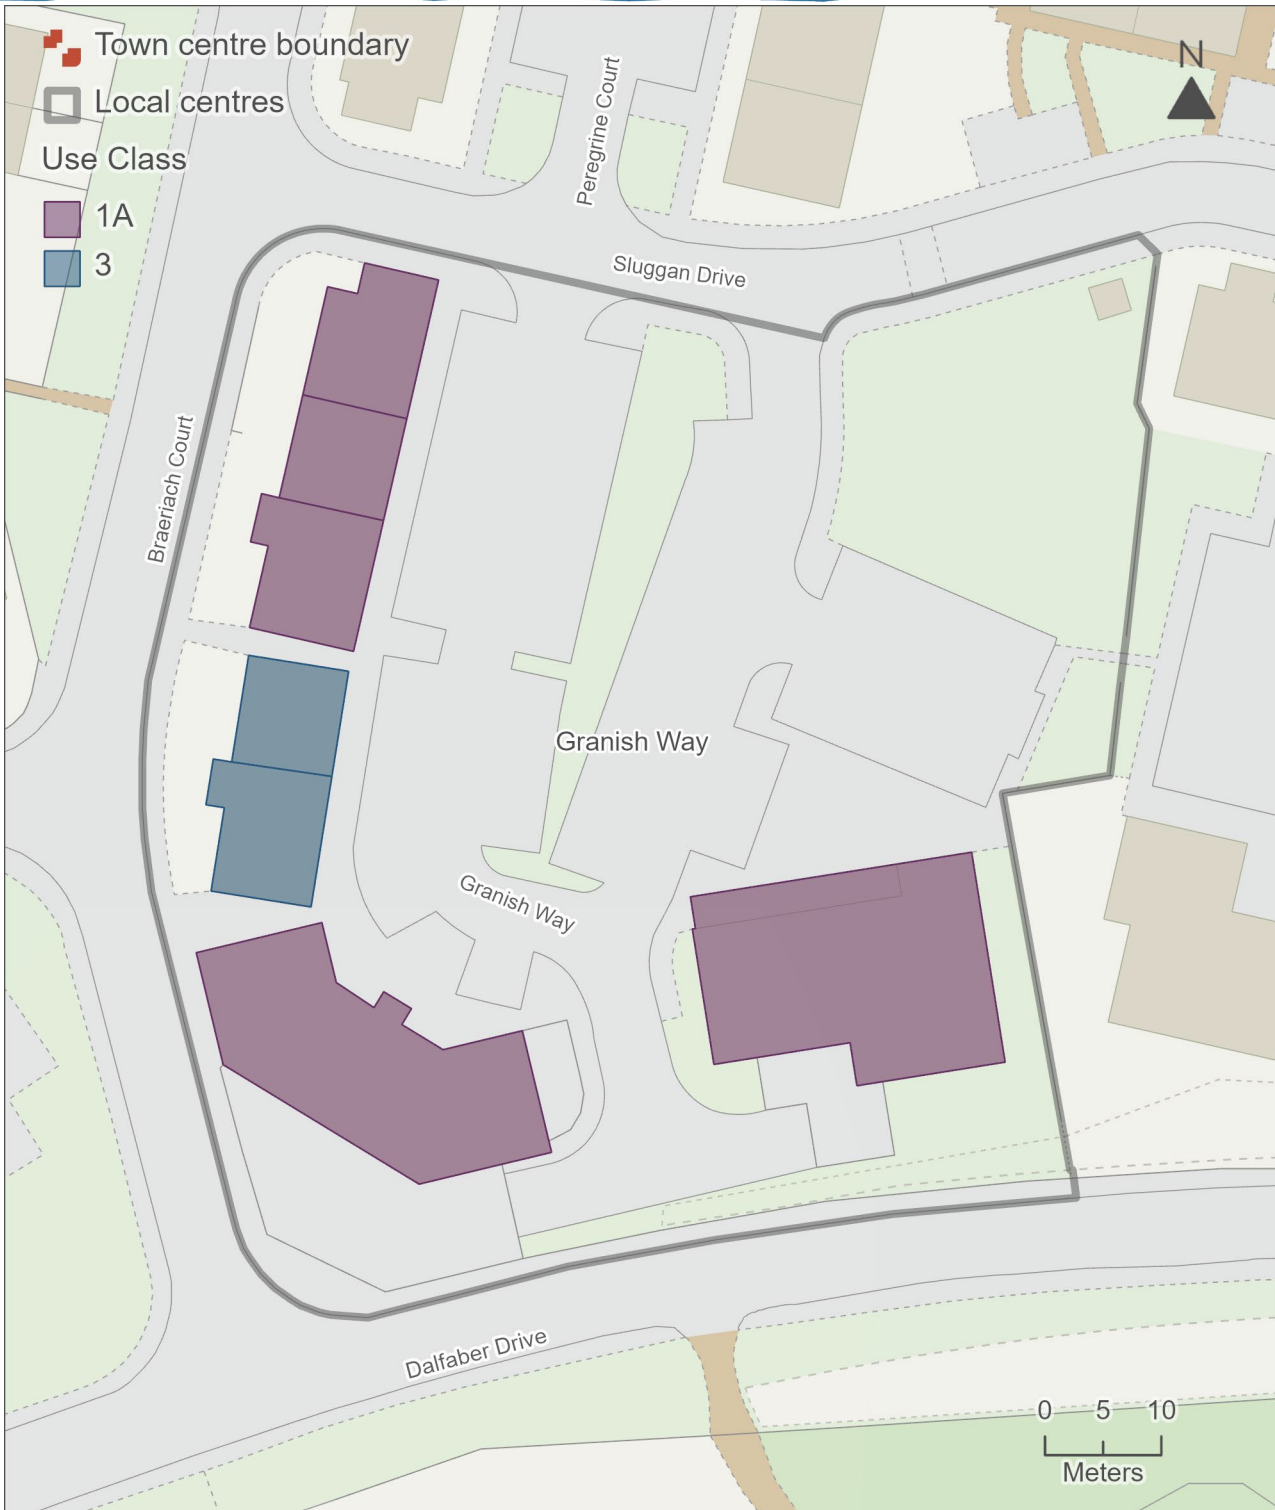 Town centre boundary
Local centres
Use Class
1A
3
N
Peregrine Court
Sluggan Drive
Braeriach Court
Granish Way
Granish Way
Dalfaber Drive
0 5 10
Meters